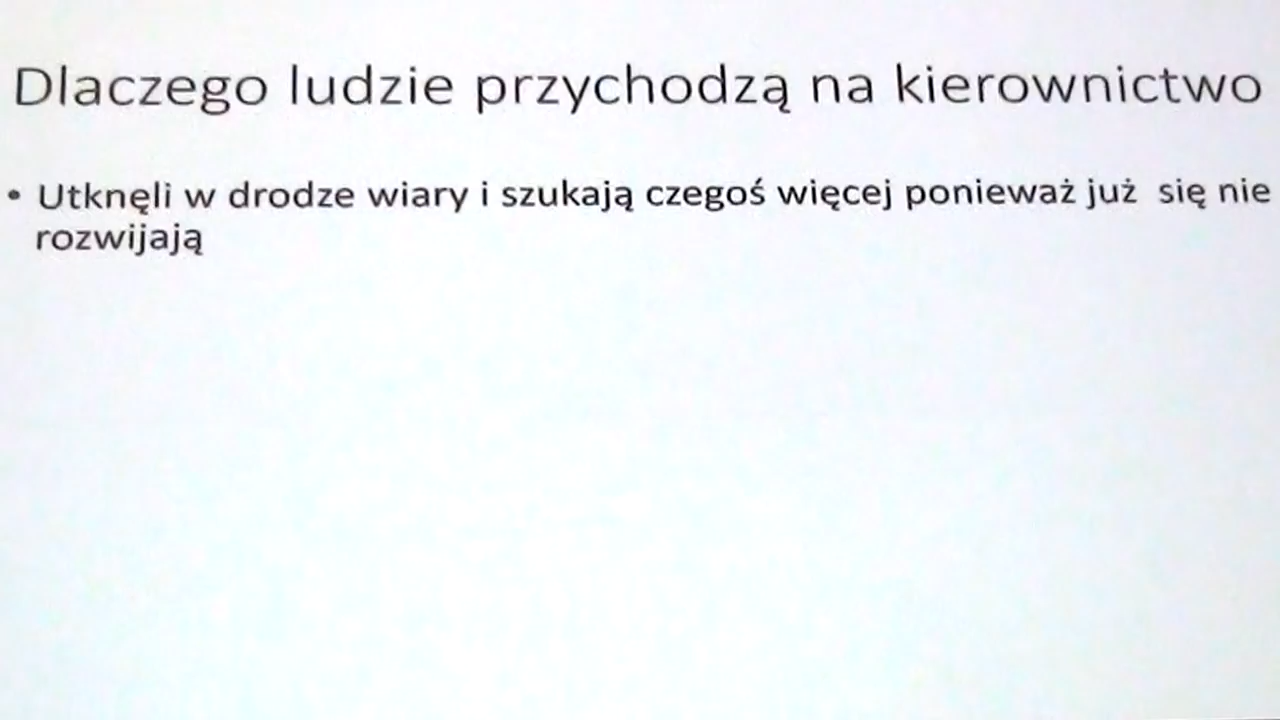 Dlaczego ludzie przychodzą na kierownictwo
• Utknęli w drodze wiary i szukają czegoś więcej ponieważ już  się nie
rozwijają